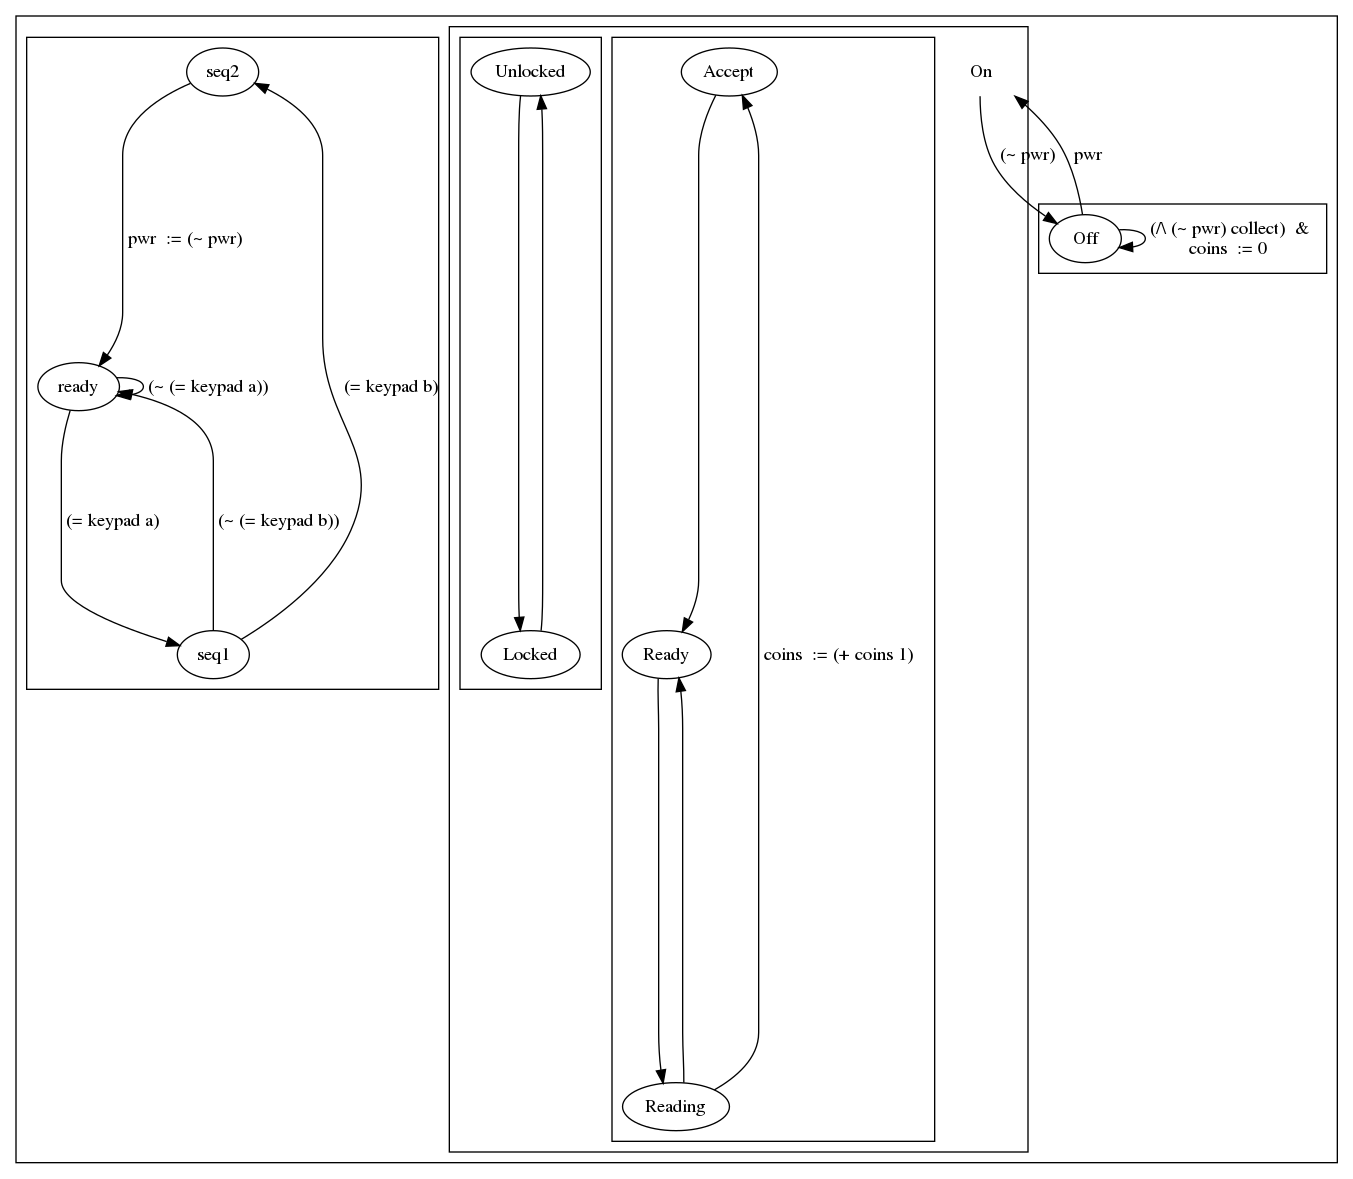 seq2
Unlocked
Accept
On
(~ pwr)
pwr
pwr := (~ pwr)
Off
(/\ (~ pwr) collect) &
coins := 0
ready
(~ (= keypad a))
(= keypad b)
(= keypad a)
(~ (= keypad b))
seq1
Locked
Ready
coins := (+ coins 1)
Reading